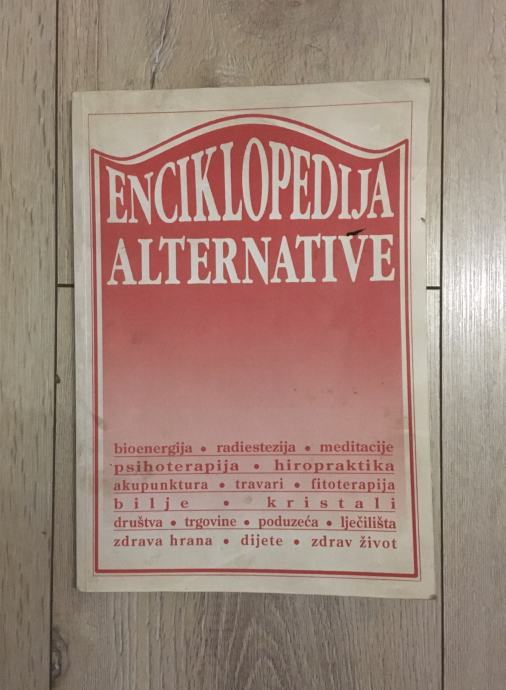 ENCIKLOPEDIJA
ALTERNATIVE
bioenergija • radiestezija • meditacije
psihoterapija • hiropraktika
akupunktura • travari • fitoterapija
bilje • kristali
društva • trgovine • poduzeća • lječilišta
zdrava hrana • dijete • zdrav život